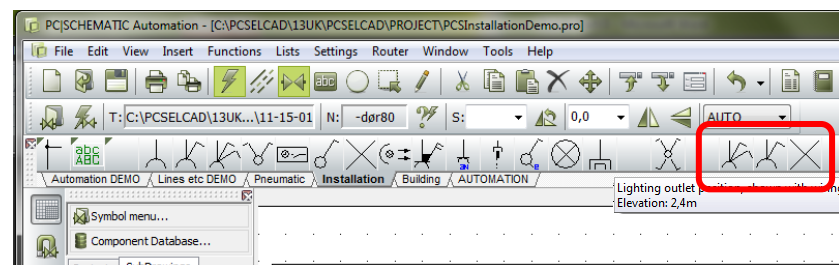 PC|SCHEMATIC Automation - [C:\PCSELCAD\13UK\PCSELCAD\PROJECT\PCSInstallationDemo.pro]
File Edit View Insert Functions Lists Settings Router Window Tools Help
abc
T: C:\PCSELCAD\13UK...\11-15-01 N: -dør80 S: 0,0 AUTO
abc
ABC
Automation DEMO Lines etc DEMO Pneumatic Installation Building AUTOMATION
Lighting outlet position, shown with wiring
Elevation: 2,4m
Symbol menu...
Component Database...